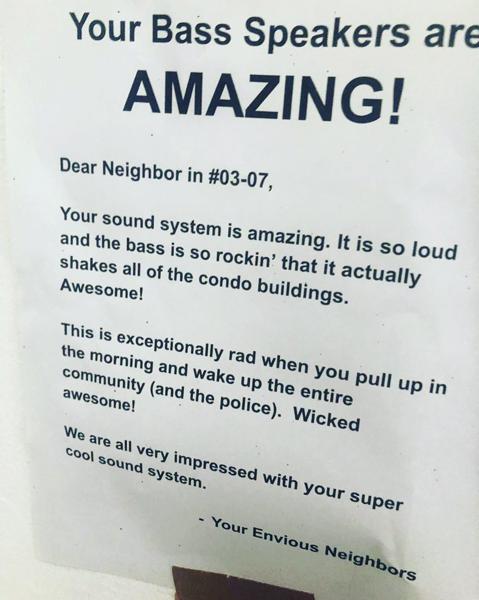 Your Bass Speakers are
AMAZING!
Dear Neighbor in #03-07,
Your sound system is amazing. It is so loud
and the bass is so rockin' that it actually
shakes all of the condo buildings.
Awesome!
This is exceptionally rad when you pull up in
the morning and wake up the entire
community (and the police). Wicked
awesome!
We are all very impressed with your super
cool sound system.
- Your Envious Neighbors